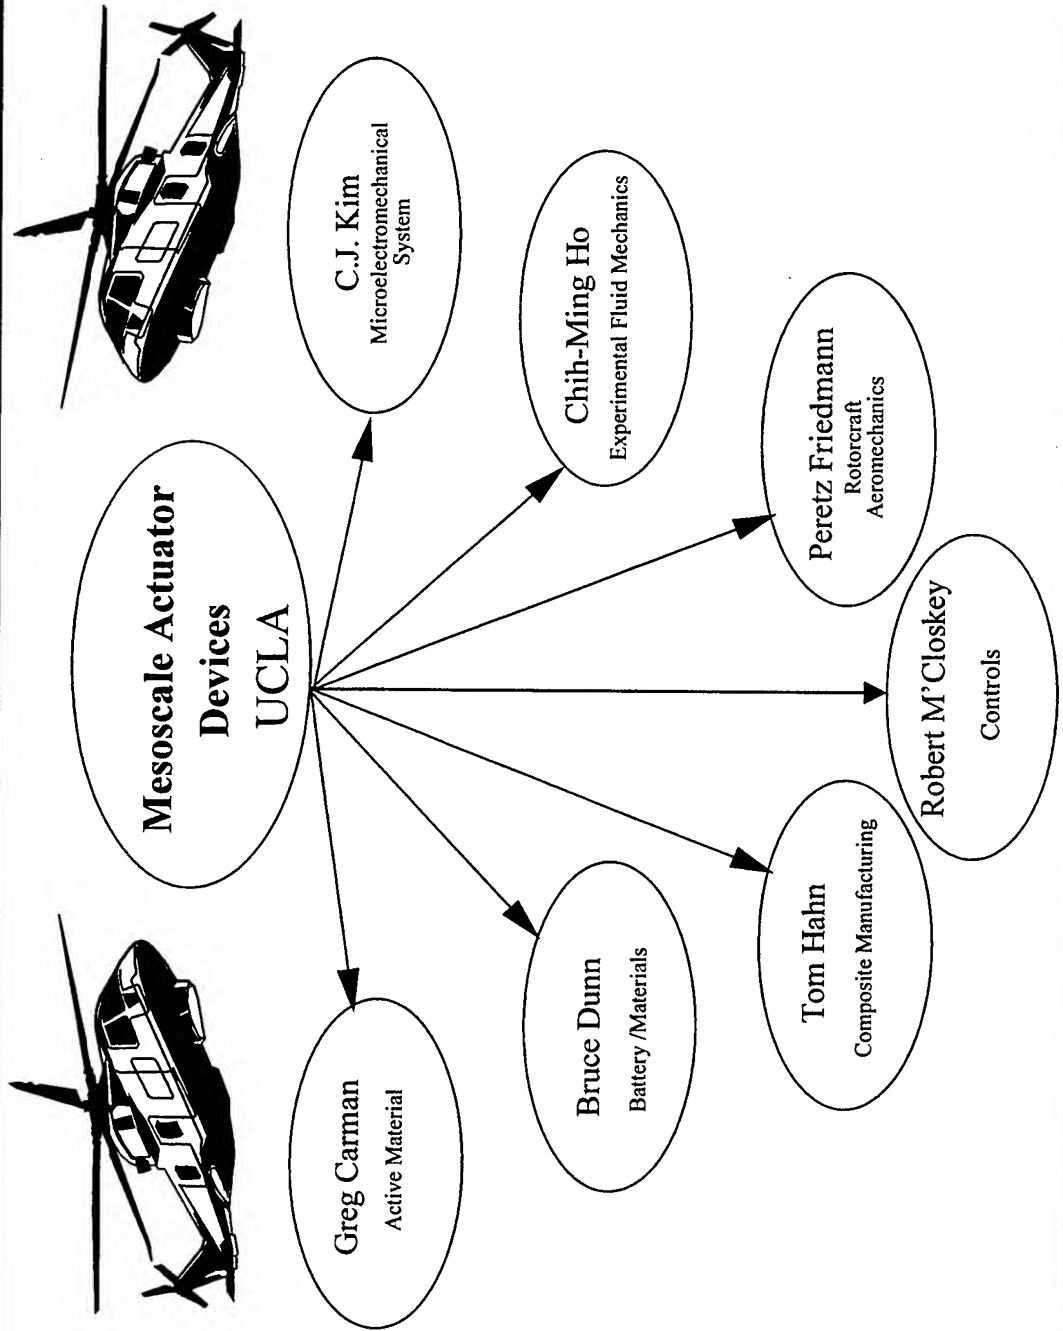 Mesoscale Actuator
Devices
UCLA
Greg Carman
Active Material
Bruce Dunn
Battery /Materials
Tom Hahn
Composite Manufacturing
Robert M'Closkey
Controls
Peretz Friedmann
Rotorcraft
Aeromechanics
Chih-Ming Ho
Experimental Fluid Mechanics
C.J. Kim
Microelectromechanical
System